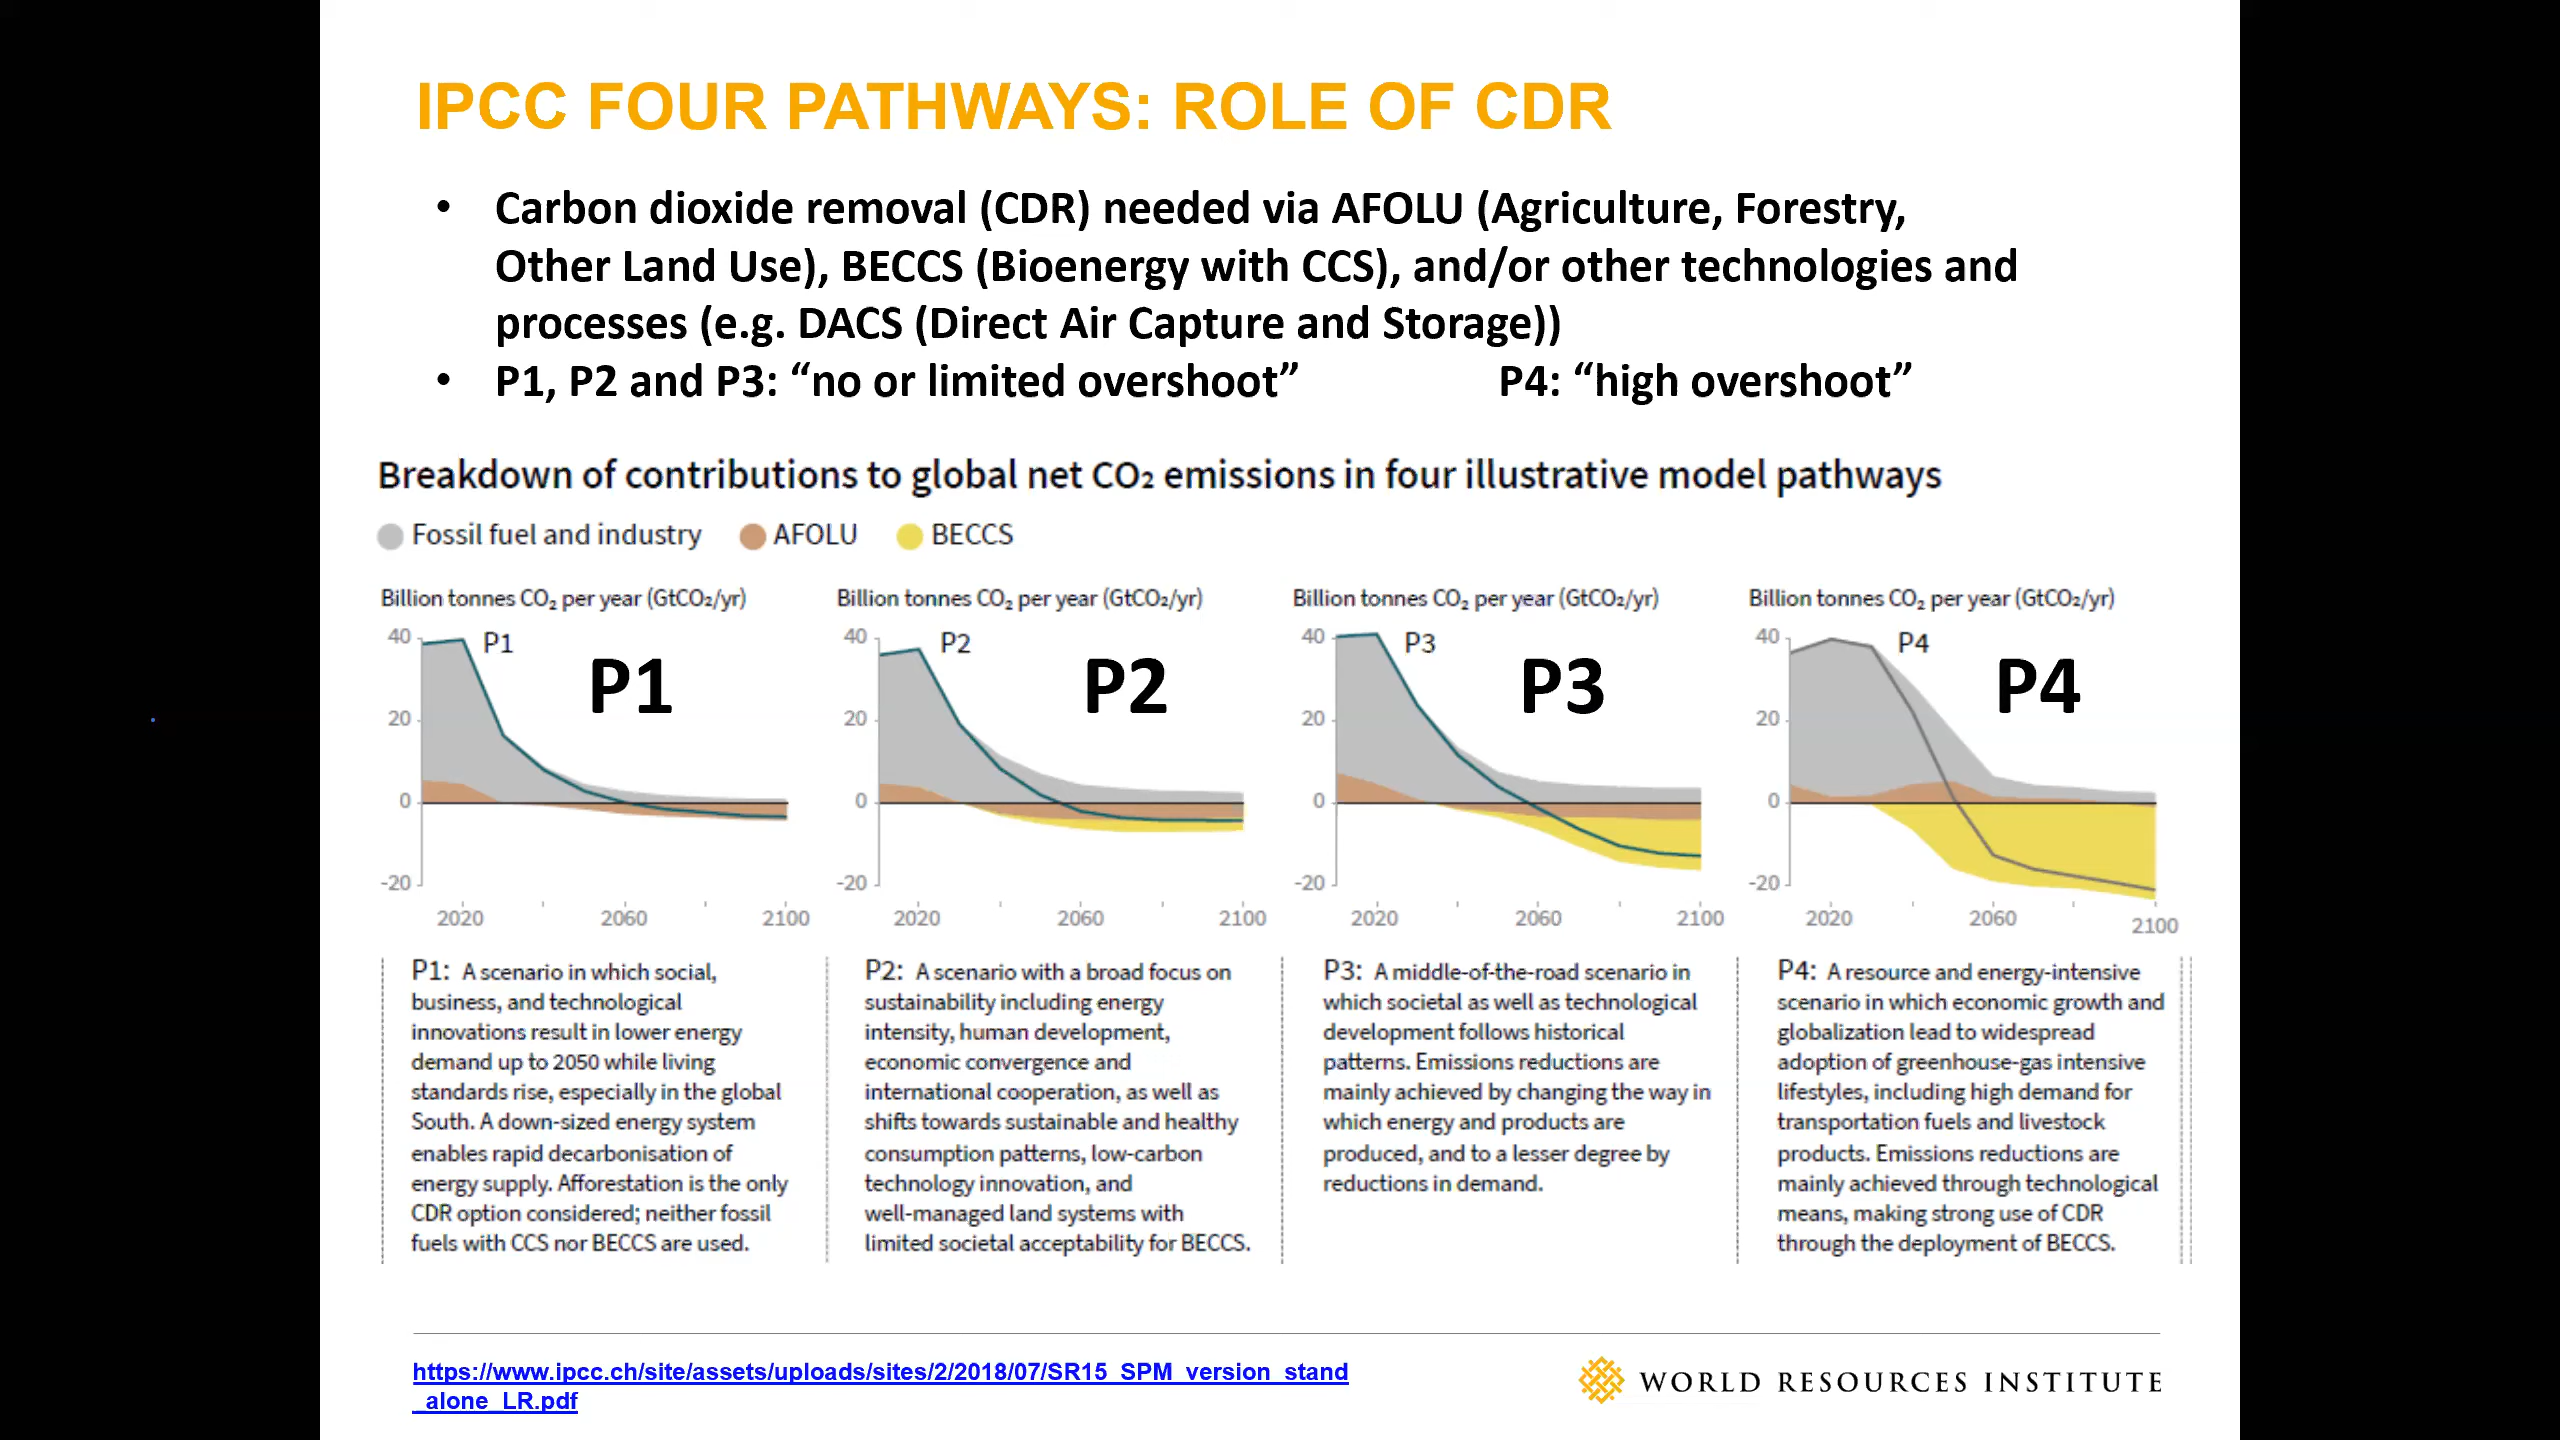 IPCC FOUR PATHWAYS: ROLE OF CDR
• Carbon dioxide removal (CDR) needed via AFOLU (Agriculture, Forestry,
Other Land Use), BECCS (Bioenergy with CCS), and/or other technologies and
processes (e.g. DACS (Direct Air Capture and Storage))
• P1, P2 and P3: “no or limited overshoot” P4: “high overshoot”
Breakdown of contributions to global net CO₂ emissions in four illustrative model pathways
Fossil fuel and industry AFOLU BECCS
Billion tonnes CO₂ per year (GtCO₂/yr)
40
P1
P1
20
0
-20
2020 2060 2100
Billion tonnes CO₂ per year (GtCO₂/yr)
40
P2
P2
20
0
-20
2020 2060 2100
Billion tonnes CO₂ per year (GtCO₂/yr)
40
P3
P3
20
0
-20
2020 2060 2100
Billion tonnes CO₂ per year (GtCO₂/yr)
40
P4
P4
20
0
-20
2020 2060 2100
P1: A scenario in which social,
business, and technological
innovations result in lower energy
demand up to 2050 while living
standards rise, especially in the global
South. A down-sized energy system
enables rapid decarbonisation of
energy supply. Afforestation is the only
CDR option considered; neither fossil
fuels with CCS nor BECCS are used.
P2: A scenario with a broad focus on
sustainability including energy
intensity, human development,
economic convergence and
international cooperation, as well as
shifts towards sustainable and healthy
consumption patterns, low-carbon
technology innovation, and
well-managed land systems with
limited societal acceptability for BECCS.
P3: A middle-of-the-road scenario in
which societal as well as technological
development follows historical
patterns. Emissions reductions are
mainly achieved by changing the way in
which energy and products are
produced, and to a lesser degree by
reductions in demand.
P4: A resource and energy-intensive
scenario in which economic growth and
globalization lead to widespread
adoption of greenhouse-gas intensive
lifestyles, including high demand for
transportation fuels and livestock
products. Emissions reductions are
mainly achieved through technological
means, making strong use of CDR
through the deployment of BECCS.
https://www.ipcc.ch/site/assets/uploads/sites/2/2018/07/SR15_SPM_version_stand
_alone_LR.pdf
WORLD RESOURCES INSTITUTE